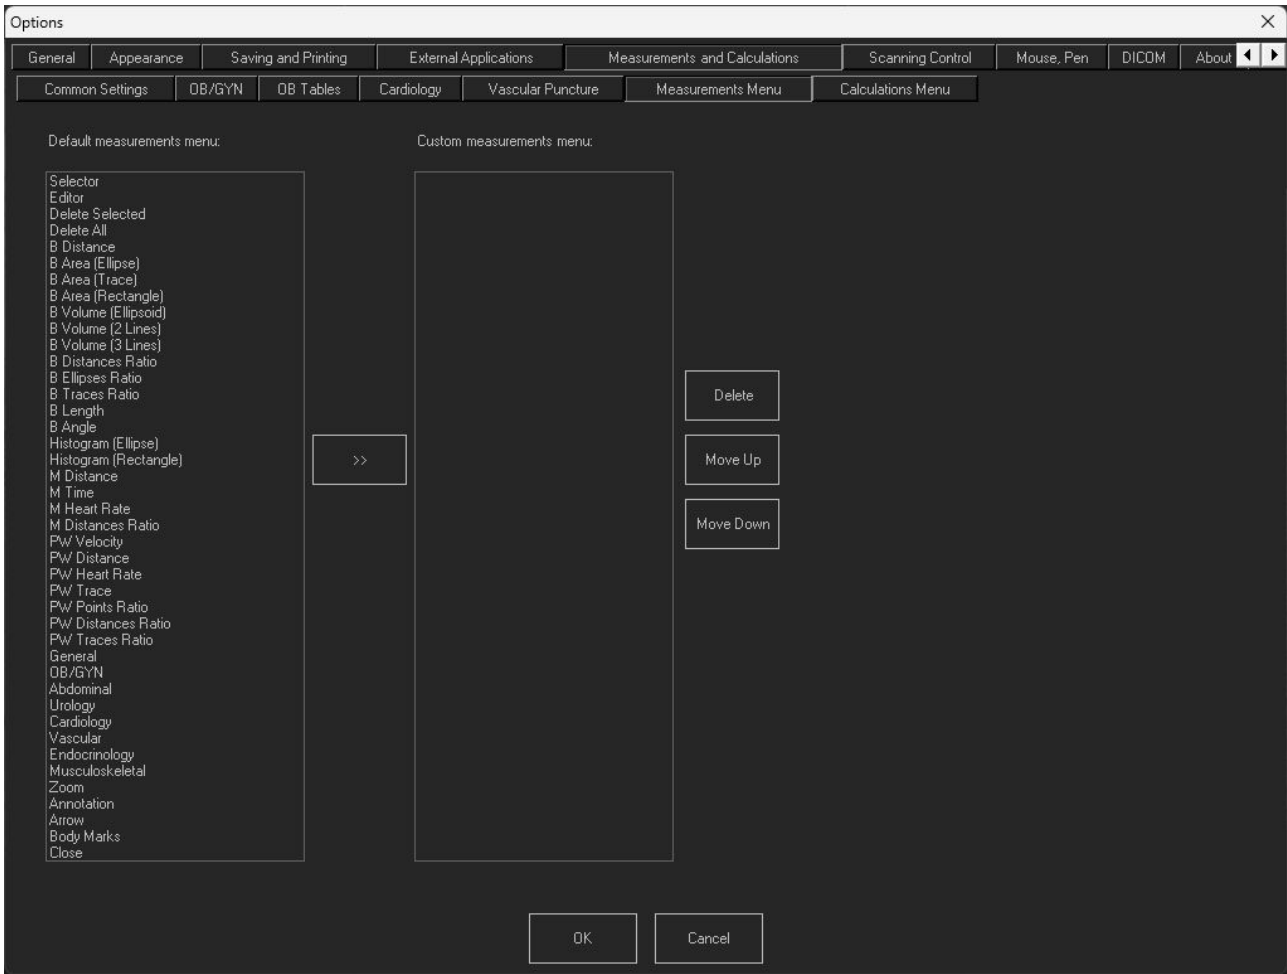 Options
General Appearance Saving and Printing External Applications Measurements and Calculations Scanning Control Mouse, Pen DICOM About
Common Settings OB/GYN OB Tables Cardiology Vascular Puncture Measurements Menu Calculations Menu
Default measurements menu: Custom measurements menu:
Selector
Editor
Delete Selected
Delete All
B Distance
B Area (Ellipse)
B Area (Trace)
B Area (Rectangle)
B Volume (Ellipsoid)
B Volume (2 Lines)
B Volume (3 Lines)
B Distances Ratio
B Ellipses Ratio
B Traces Ratio
B Length
B Angle
Histogram (Ellipse)
Histogram (Rectangle)
M Distance
M Time
M Heart Rate
M Distances Ratio
PW Velocity
PW Distance
PW Heart Rate
PW Trace
PW Points Ratio
PW Distances Ratio
PW Traces Ratio
General
OB/GYN
Abdominal
Urology
Cardiology
Vascular
Endocrinology
Musculoskeletal
Zoom
Annotation
Arrow
Body Marks
Close
>>
Delete
Move Up
Move Down
OK Cancel